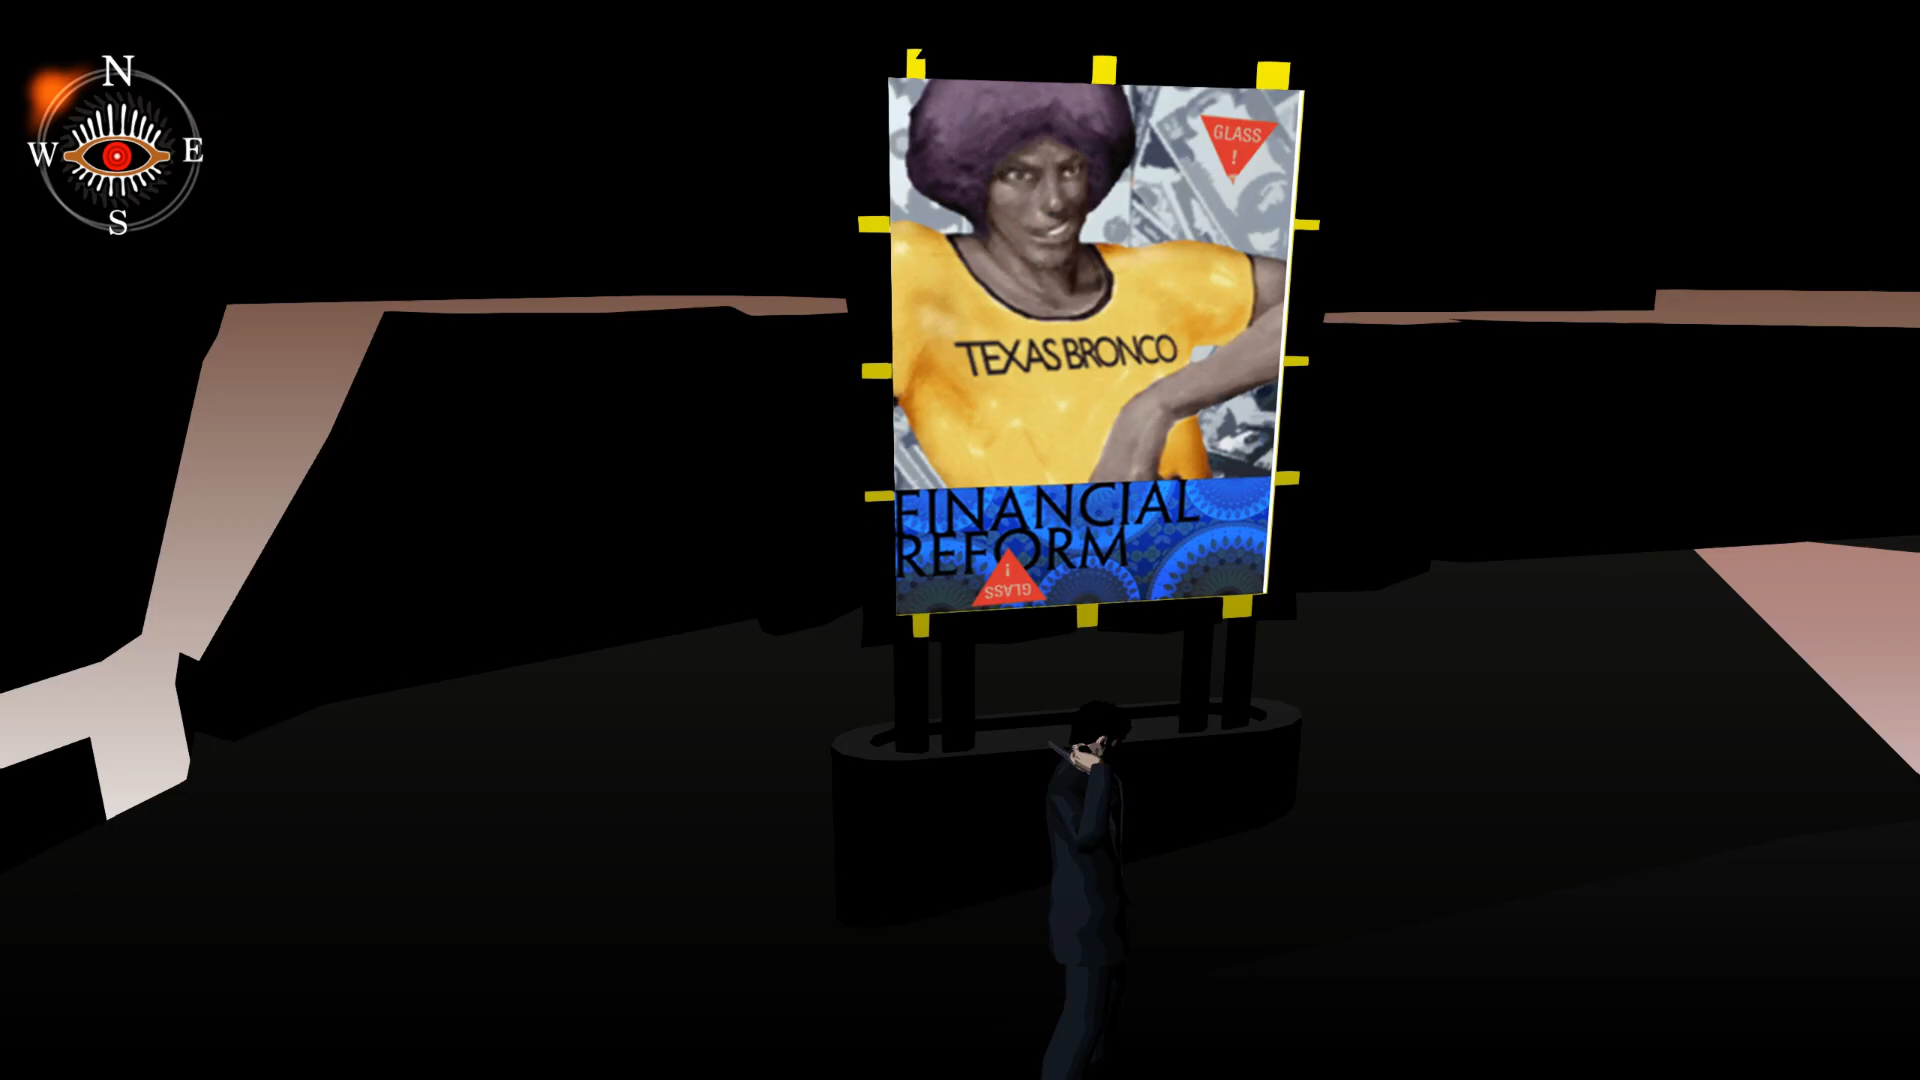 N
W
E
S
GLASS
!
TEXAS BRONCO
FINANCIAL
REFORM
!
GLASS